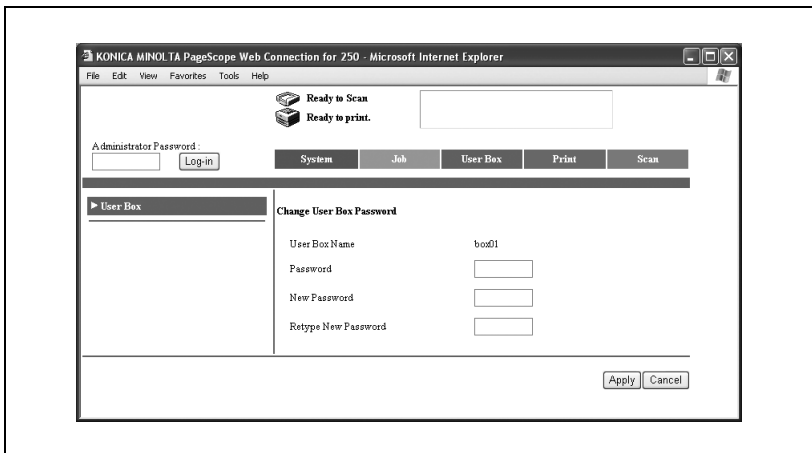 KONICA MINOLTA PageScope Web Connection for 250 - Microsoft Internet Explorer
File Edit View Favorites Tools Help
Ready to Scan
Ready to print.
Administrator Password :
Log-in
System Job User Box Print Scan
User Box
Change User Box Password
User Box Name box01
Password
New Password
Retype New Password
Apply Cancel